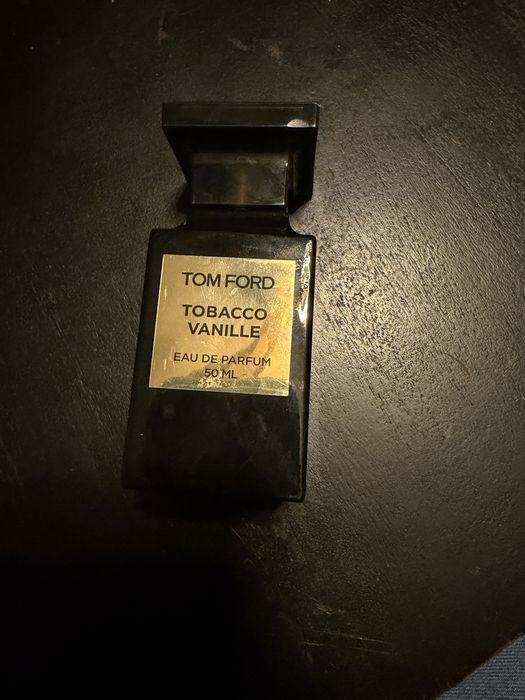 TOM FORD
TOBACCO
VANILLE
EAU DE PARFUM
50 ML